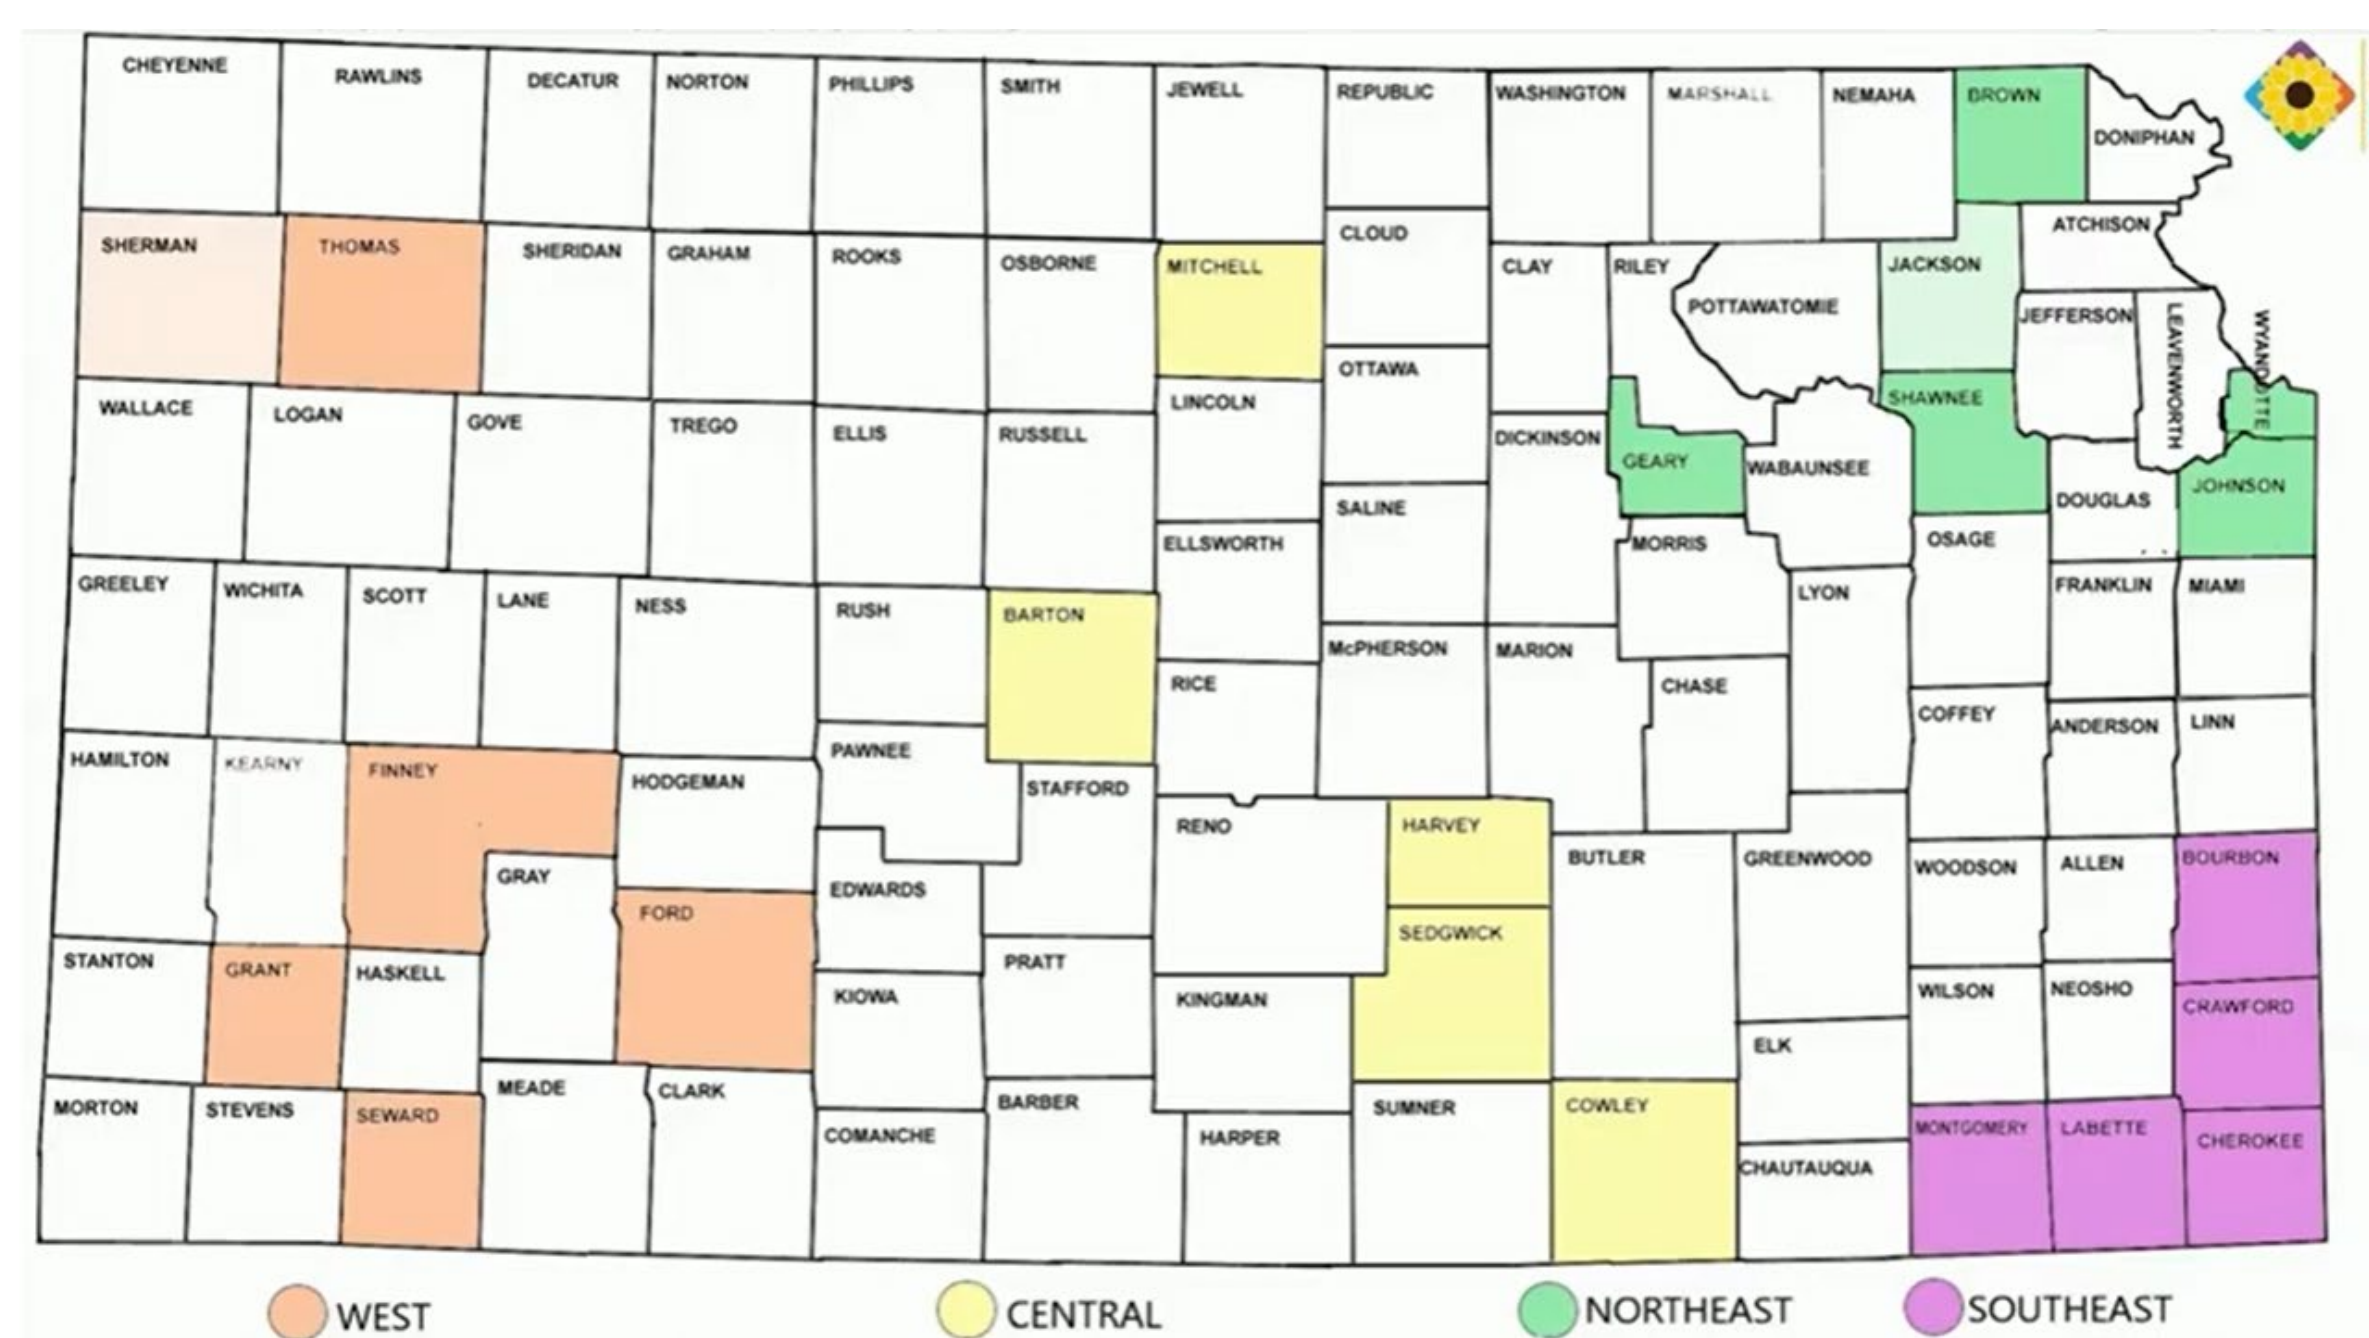 CHEYENNE
RAWLINS
DECATUR
NORTON
PHILLIPS
SMITH
JEWELL
REPUBLIC
WASHINGTON
MARSHALL
NEMAHA
BROWN
DONIPHAN
SHERMAN
THOMAS
SHERIDAN
GRAHAM
ROOKS
OSBORNE
MITCHELL
CLOUD
CLAY
RILEY
POTTAWATOMIE
JACKSON
ATCHISON
JEFFERSON
LEAVENWORTH
WYANDOTTE
WALLACE
LOGAN
GOVE
TREGO
ELLIS
RUSSELL
LINCOLN
OTTAWA
DICKINSON
GEARY
WABAUNSEE
SHAWNEE
DOUGLAS
JOHNSON
ELLSWORTH
SALINE
MORRIS
OSAGE
GREELEY
WICHITA
SCOTT
LANE
NESS
RUSH
BARTON
RICE
McPHERSON
MARION
CHASE
LYON
FRANKLIN
MIAMI
HAMILTON
KEARNY
FINNEY
HODGEMAN
PAWNEE
STAFFORD
RENO
HARVEY
BUTLER
GREENWOOD
COFFEY
ANDERSON
LINN
GRAY
FORD
EDWARDS
SEDGWICK
WOODSON
ALLEN
BOURBON
STANTON
GRANT
HASKELL
KIOWA
PRATT
KINGMAN
ELK
WILSON
NEOSHO
CRAWFORD
MORTON
STEVENS
SEWARD
MEADE
CLARK
COMANCHE
BARBER
HARPER
SUMNER
COWLEY
CHAUTAUQUA
MONTGOMERY
LABETTE
CHEROKEE
WEST
CENTRAL
NORTHEAST
SOUTHEAST